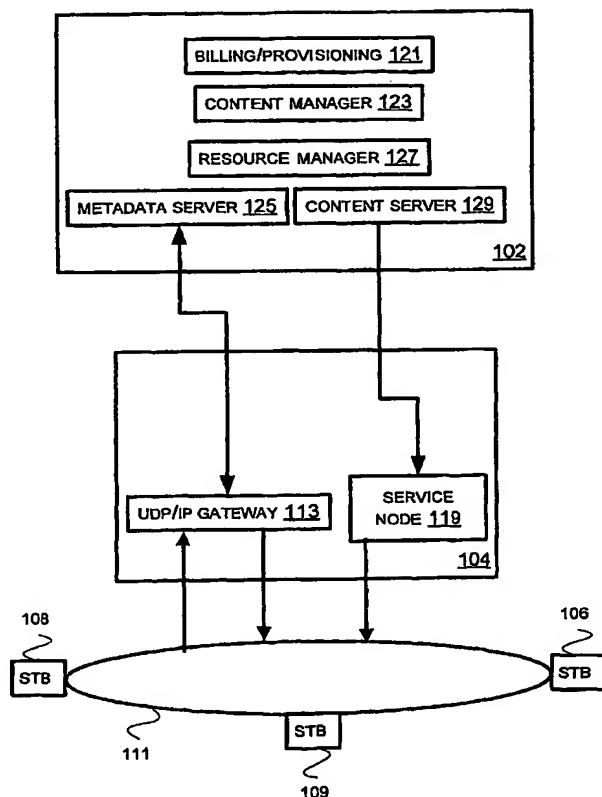 BILLING/PROVISIONING 121
CONTENT MANAGER 123
RESOURCE MANAGER 127
METADATA SERVER 125
CONTENT SERVER 129
102
UDP/IP GATEWAY 113
SERVICE
NODE 119
104
108
106
STB
STB
STB
111
109